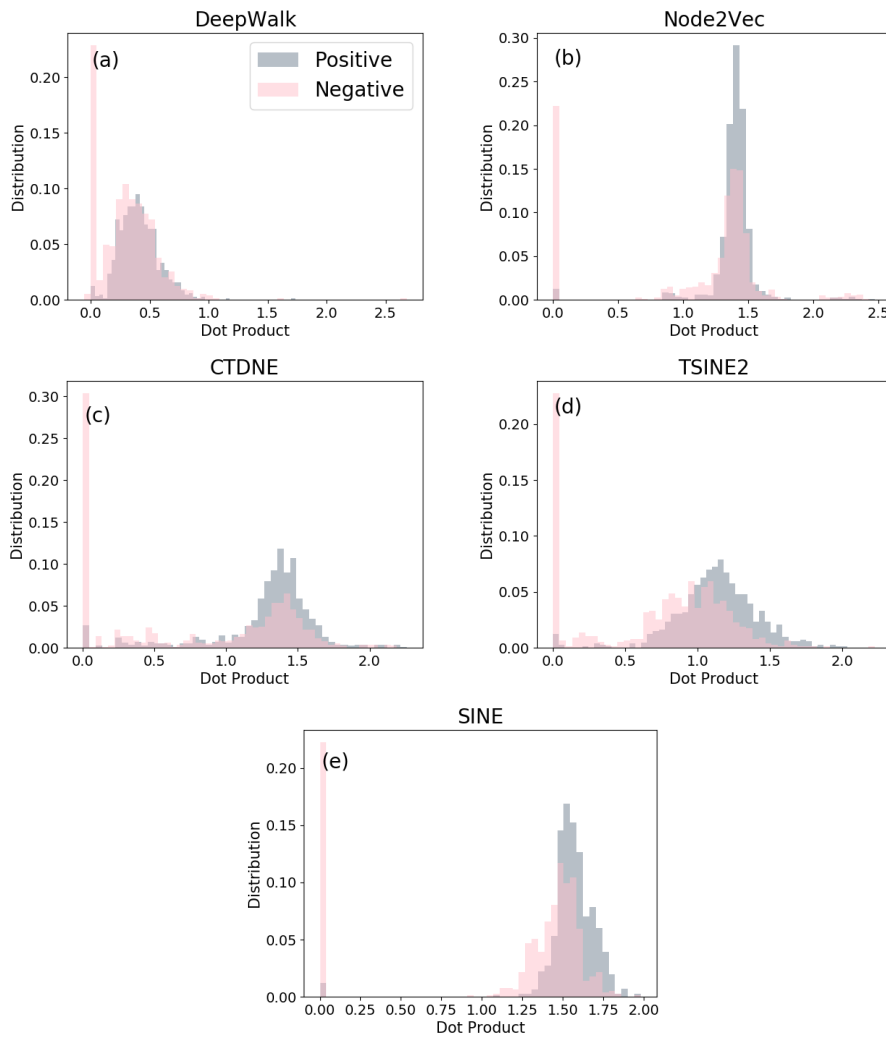 DeepWalk
(a)
Positive
Negative
Distribution
0.20
0.15
0.10
0.05
0.00
0.0 0.5 1.0 1.5 2.0 2.5
Dot Product
Node2Vec
(b)
Distribution
0.30
0.25
0.20
0.15
0.10
0.05
0.00
0.0 0.5 1.0 1.5 2.0 2.5
Dot Product
CTDNE
(c)
Distribution
0.30
0.25
0.20
0.15
0.10
0.05
0.00
0.0 0.5 1.0 1.5 2.0
Dot Product
TSINE2
(d)
Distribution
0.20
0.15
0.10
0.05
0.00
0.0 0.5 1.0 1.5 2.0
Dot Product
SINE
(e)
Distribution
0.20
0.15
0.10
0.05
0.00
0.00 0.25 0.50 0.75 1.00 1.25 1.50 1.75 2.00
Dot Product